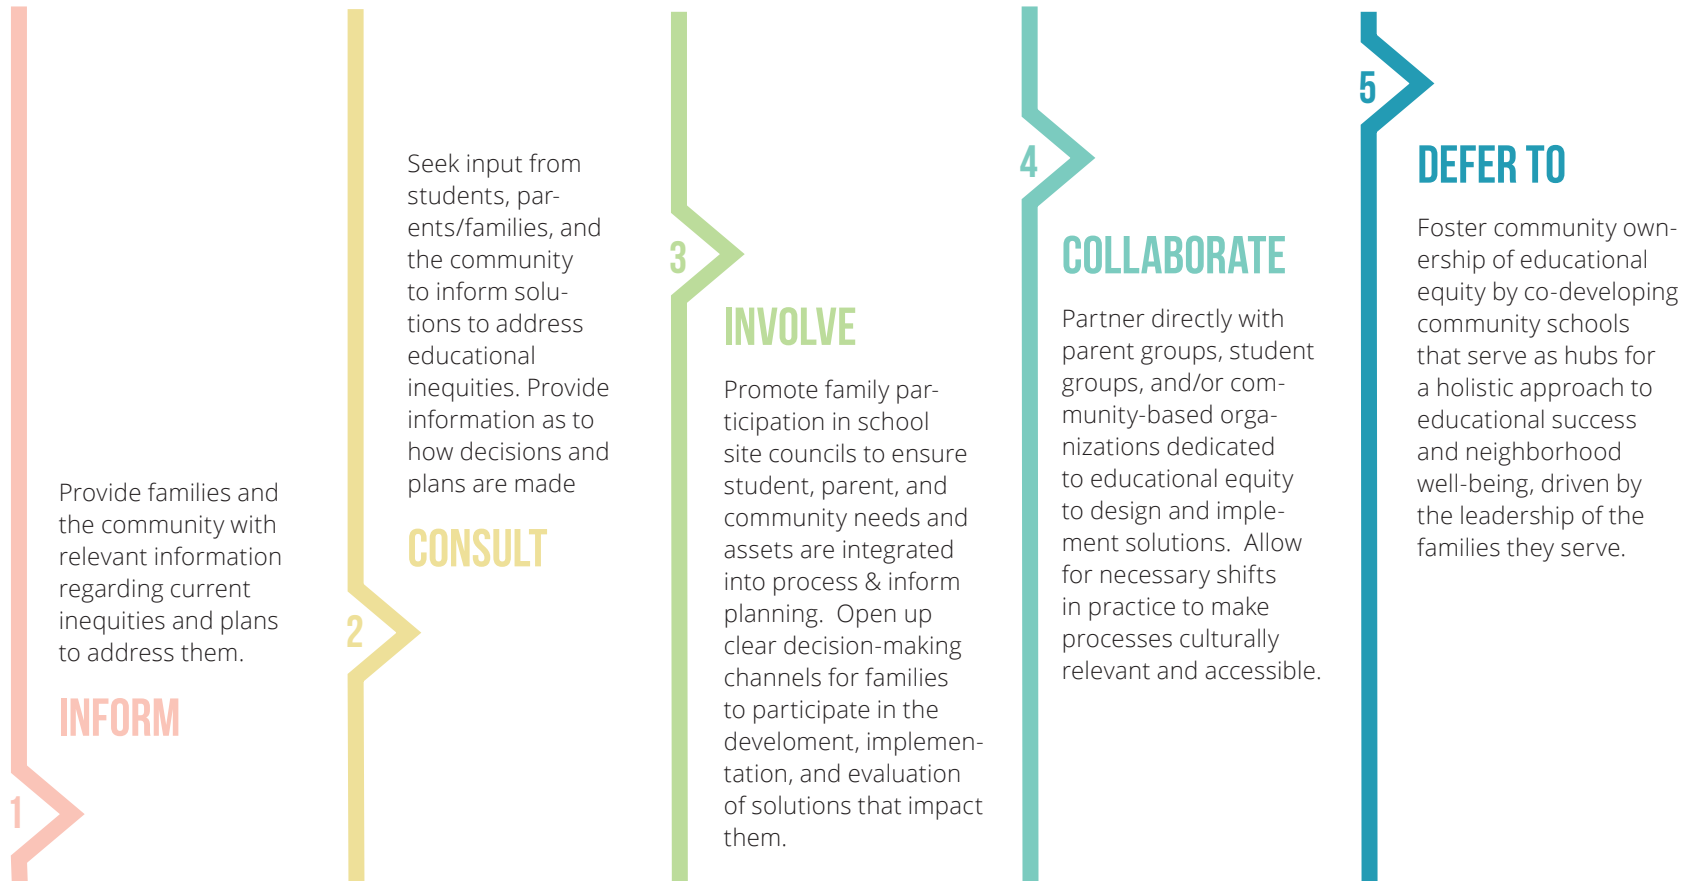 1
Provide families and
the community with
relevant information
regarding current
inequities and plans
to address them.
INFORM
2
Seek input from
students, par-
ents/families, and
the community
to inform solu-
tions to address
educational
inequities. Provide
information as to
how decisions and
plans are made
CONSULT
3
INVOLVE
Promote family par-
ticipation in school
site councils to ensure
student, parent, and
community needs and
assets are integrated
into process & inform
planning.  Open up
clear decision-making
channels for families
to participate in the
develoment, implemen-
tation, and evaluation
of solutions that impact
them.
4
COLLABORATE
Partner directly with
parent groups, student
groups, and/or com-
munity-based orga-
nizations dedicated
to educational equity
to design and imple-
ment solutions.  Allow
for necessary shifts
in practice to make
processes culturally
relevant and accessible.
5
DEFER TO
Foster community own-
ership of educational
equity by co-developing
community schools
that serve as hubs for
a holistic approach to
educational success
and neighborhood
well-being, driven by
the leadership of the
families they serve.